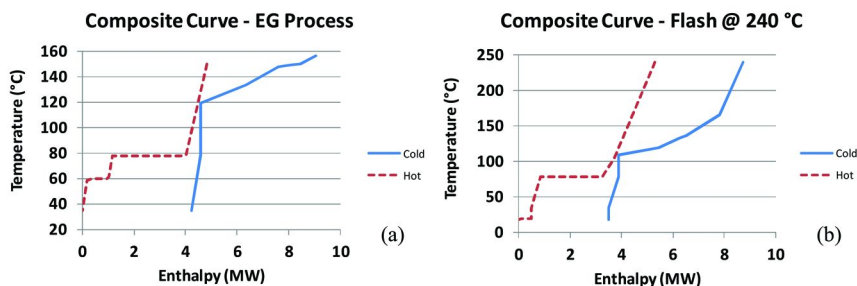 Composite Curve - EG Process
160
140
120
100
80
60
40
20
0 2 4 6 8 10
Temperature (°C)
Enthalpy (MW)
Cold
Hot
(a)
Composite Curve - Flash @ 240 °C
250
200
150
100
50
0
0 2 4 6 8 10
Temperature (°C)
Enthalpy (MW)
Cold
Hot
(b)